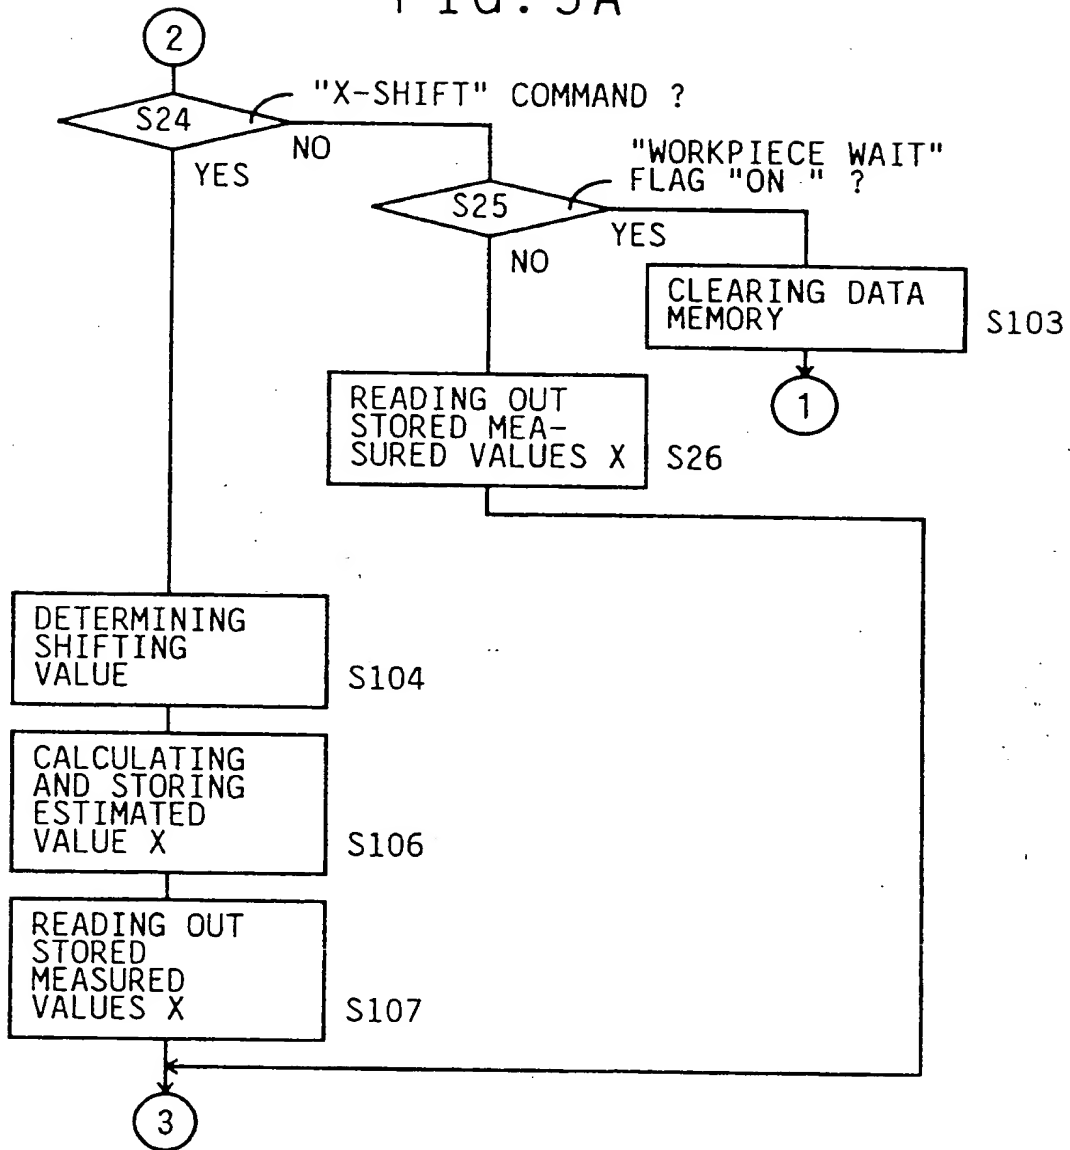 2
S24
"X-SHIFT" COMMAND ?
NO
YES
"WORKPIECE WAIT"
FLAG "ON " ?
S25
YES
NO
CLEARING DATA
MEMORY
S103
1
READING OUT
STORED MEA-
SURED VALUES X
S26
DETERMINING
SHIFTING
VALUE
S104
CALCULATING
AND STORING
ESTIMATED
VALUE X
S106
READING OUT
STORED
MEASURED
VALUES X
S107
3